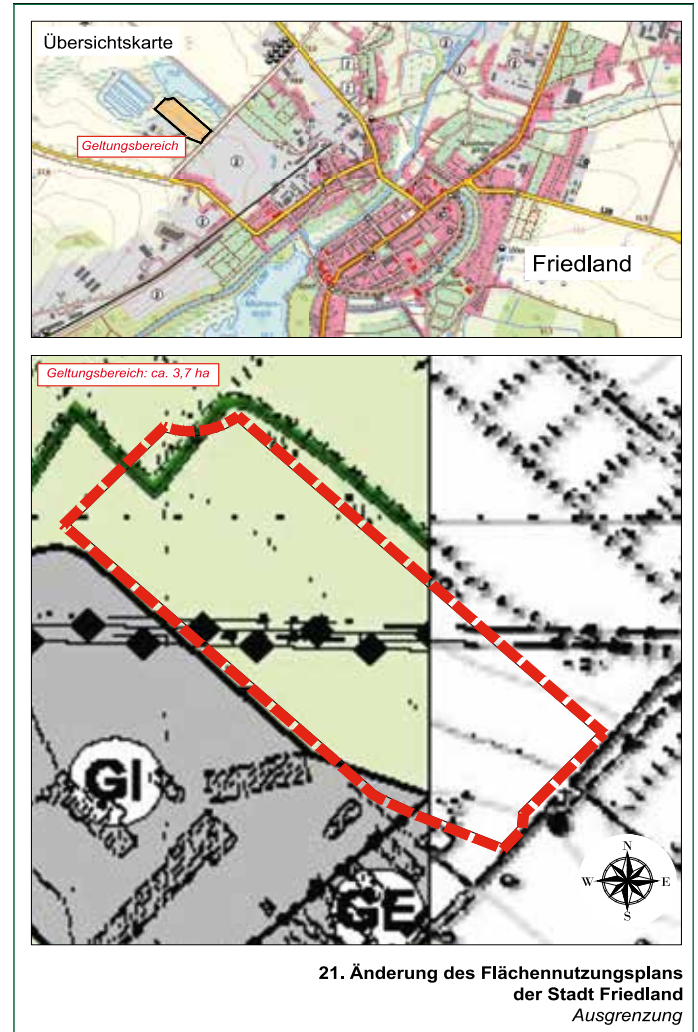 Übersichtskarte
Geltungsbereich
Friedland
Geltungsbereich: ca. 3,7 ha
GI
GE
N
W E
S
21. Änderung des Flächennutzungsplans
der Stadt Friedland
Ausgrenzung